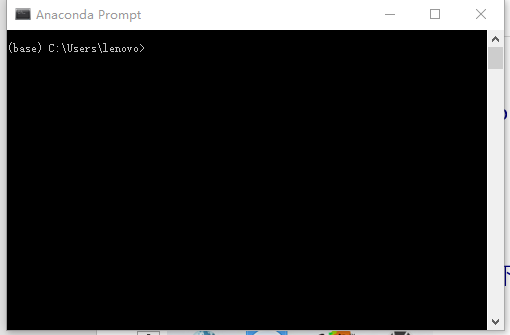 Anaconda Prompt
(base) C:\Users\lenovo>